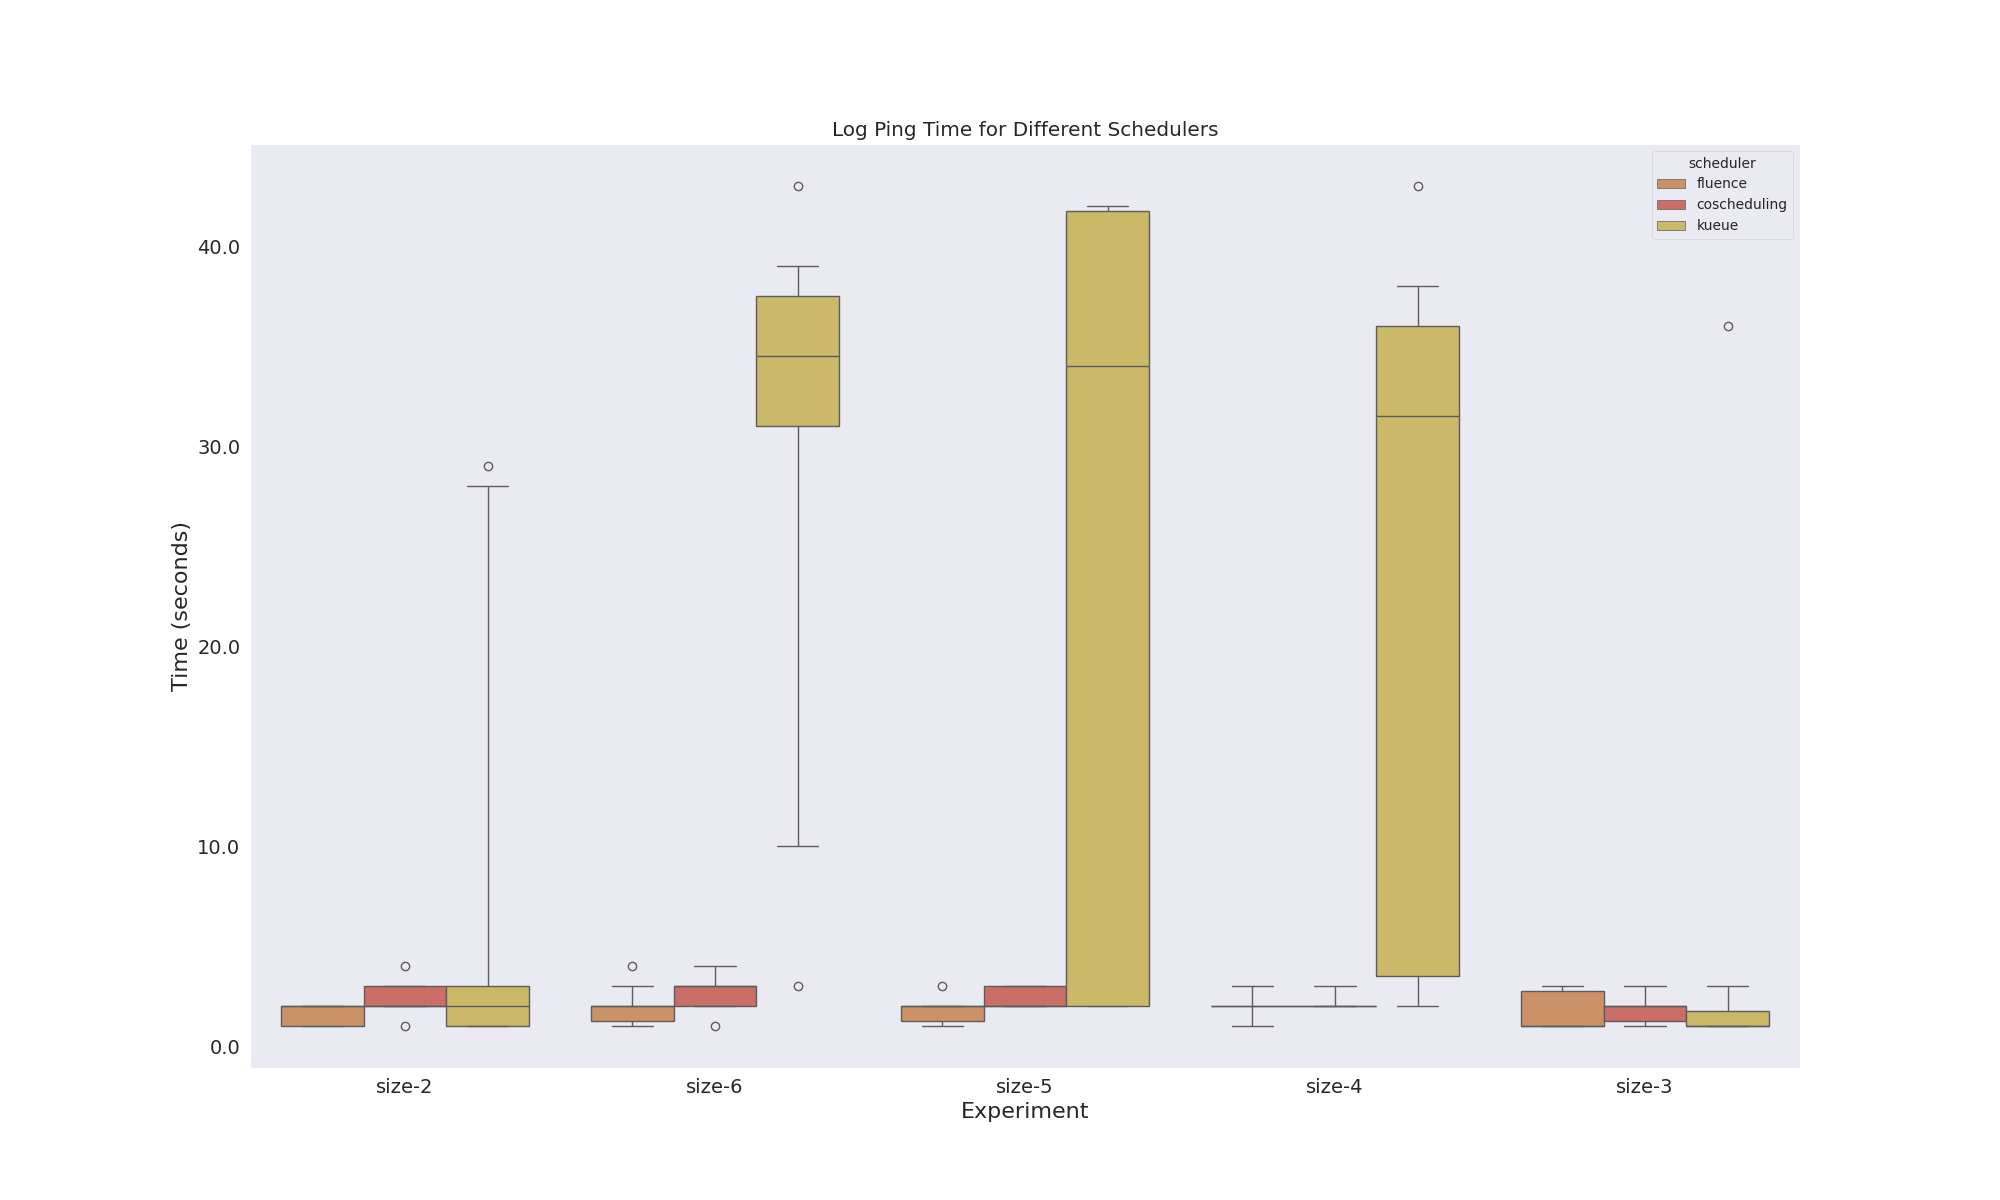 Log Ping Time for Different Schedulers
scheduler
fluence
coscheduling
kueue
Time (seconds)
40.0
30.0
20.0
10.0
0.0
size-2
size-6
size-5
size-4
size-3
Experiment